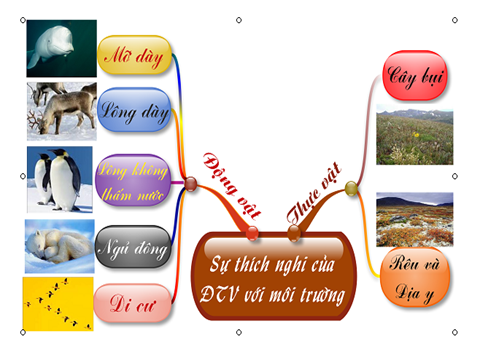 Mỡ dày
Lông dày
Lông không
thấm nước
Ngủ đông
Di cư
Động vật
Sự thích nghi của
ĐTV với môi trường
Thực vật
Cây bụi
Rêu và
Địa y